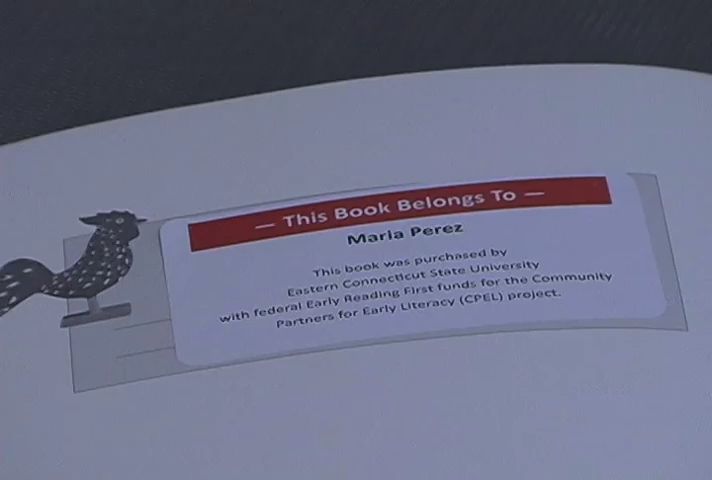 — This Book Belongs To —
Maria Perez
This book was purchased by
Eastern Connecticut State University
with federal Early Reading First funds for the Community
Partners for Early Literacy (CPEL) project.